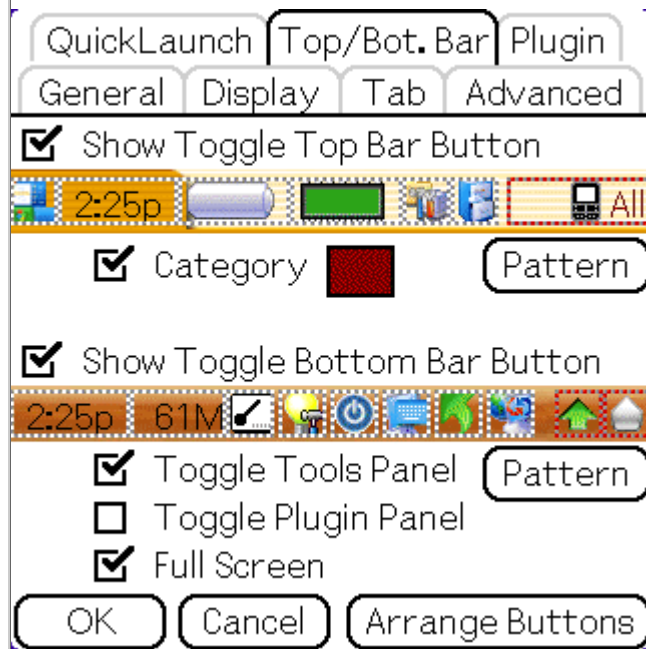 QuickLaunch Top/Bot. Bar Plugin
General Display Tab Advanced
Show Toggle Top Bar Button
2:25p All
Category Pattern
Show Toggle Bottom Bar Button
2:25p 61M
Toggle Tools Panel Pattern
Toggle Plugin Panel
Full Screen
OK Cancel Arrange Buttons